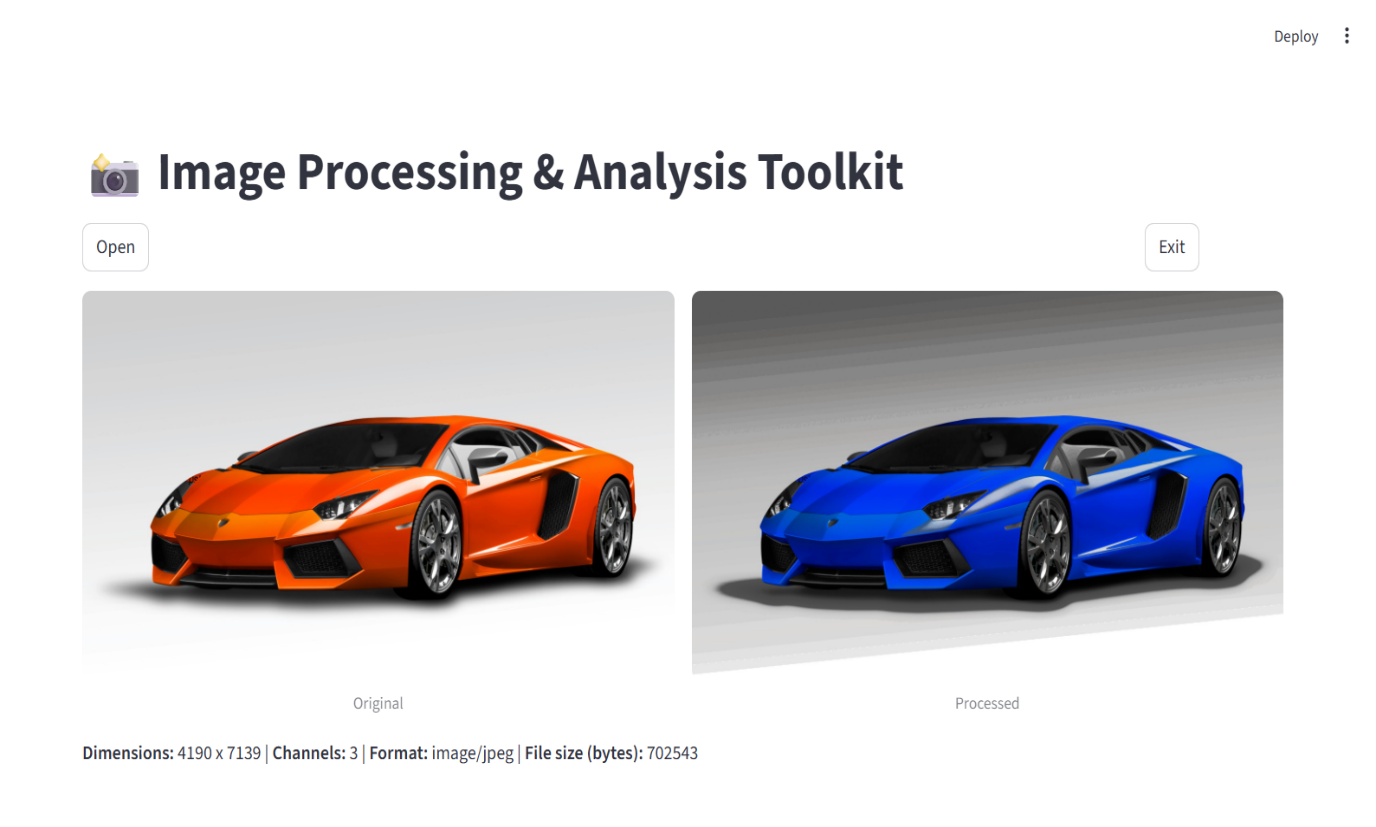 Deploy
Image Processing & Analysis Toolkit
Open
Exit
Original
Processed
Dimensions: 4190 x 7139 | Channels: 3 | Format: image/jpeg | File size (bytes): 702543